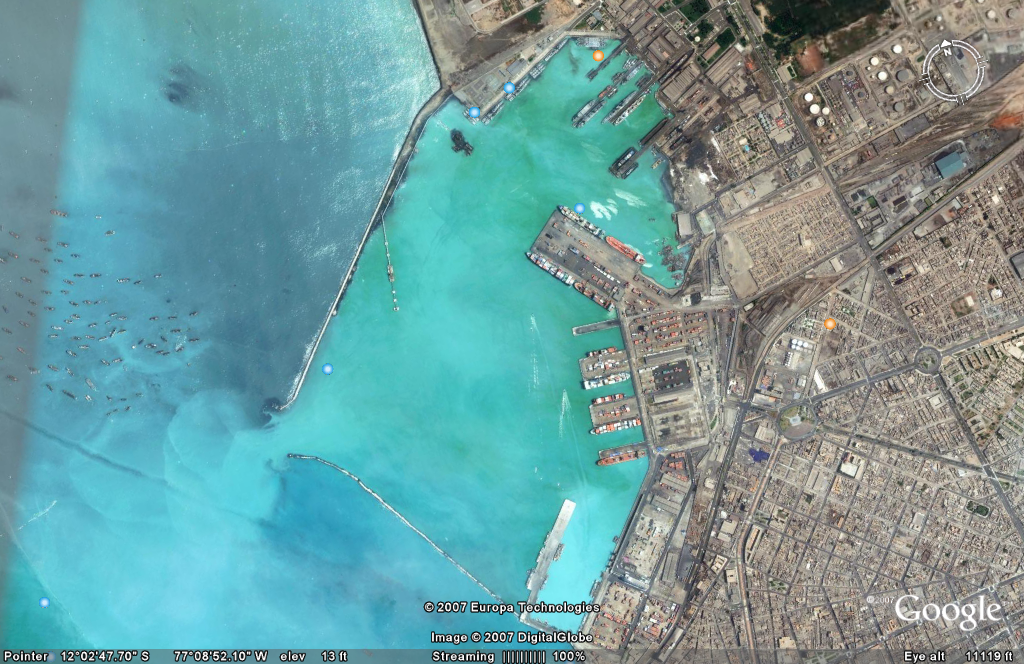 N
© 2007 Europa Technologies
© 2007 Google
Image © 2007 DigitalGlobe
Pointer 12°02'47.70" S 77°08'52.10" W elev 13 ft Streaming |||||||||| 100% Eye alt 11119 ft